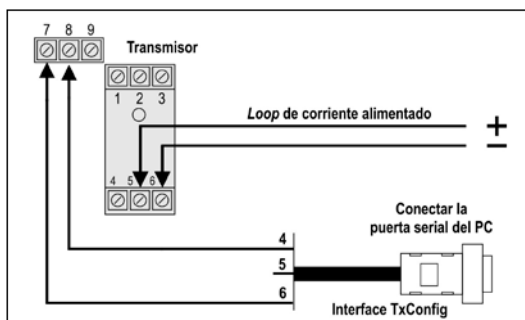 7 8 9
Transmisor
1 2 3
Loop de corriente alimentado
+
−
4 5 6
Conectar la
puerta serial del PC
4
5
6
Interface TxConfig